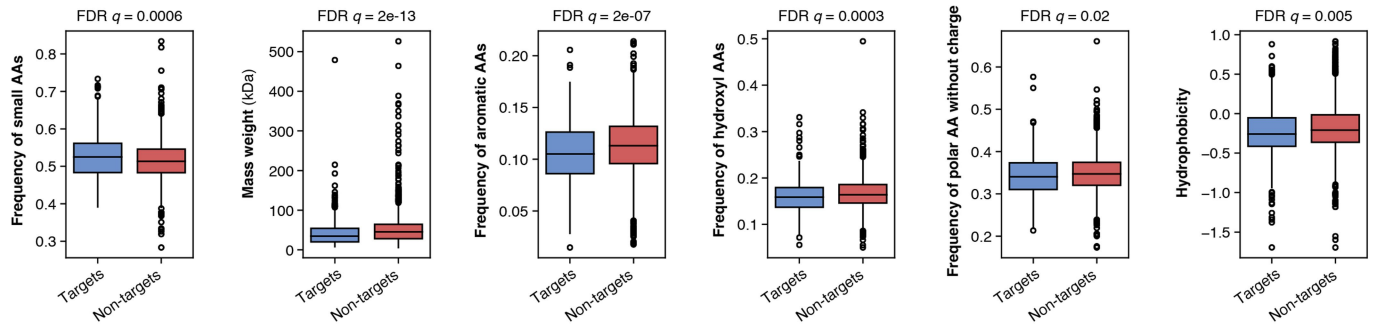 FDR q = 0.0006
Frequency of small AAs
0.8
0.7
0.6
0.5
0.4
0.3
Targets
Non-targets
FDR q = 2e-13
Mass weight (kDa)
500
400
300
200
100
0
Targets
Non-targets
FDR q = 2e-07
Frequency of aromatic AAs
0.20
0.15
0.10
0.05
Targets
Non-targets
FDR q = 0.0003
Frequency of hydroxyl AAs
0.5
0.4
0.3
0.2
0.1
Targets
Non-targets
FDR q = 0.02
Frequency of polar AA without charge
0.6
0.5
0.4
0.3
0.2
Targets
Non-targets
FDR q = 0.005
Hydrophobicity
1.0
0.5
−0.0
−0.5
−1.0
−1.5
Targets
Non-targets